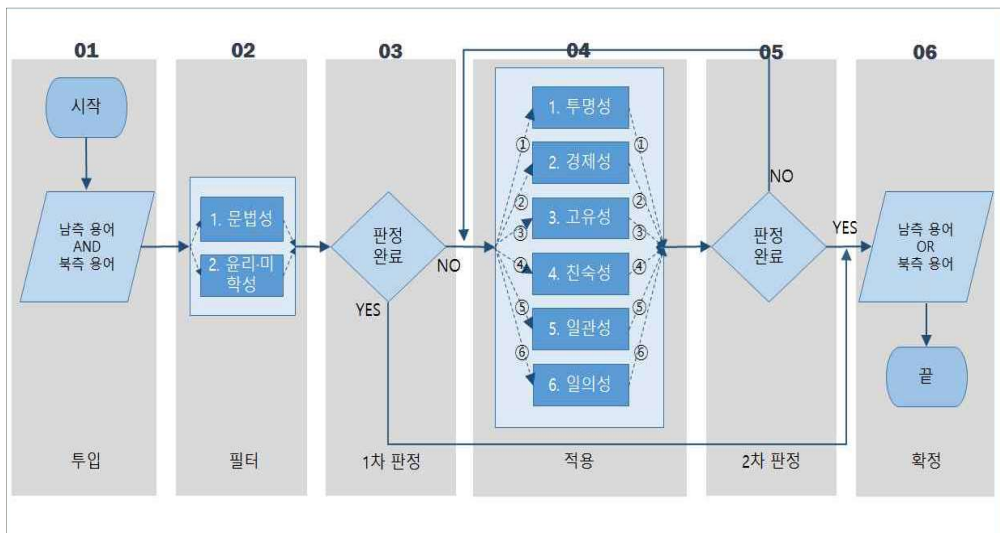 01
02
03
04
05
06
시작
남측 용어
AND
북측 용어
1. 문법성
2. 윤리·미
학성
판정
완료
NO
YES
1. 투명성
2. 경제성
3. 고유성
4. 친숙성
5. 일관성
6. 일의성
①
②
③
④
⑤
⑥
①
②
③
④
⑤
⑥
판정
완료
NO
YES
남측 용어
OR
북측 용어
끝
투입
필터
1차 판정
적용
2차 판정
확정